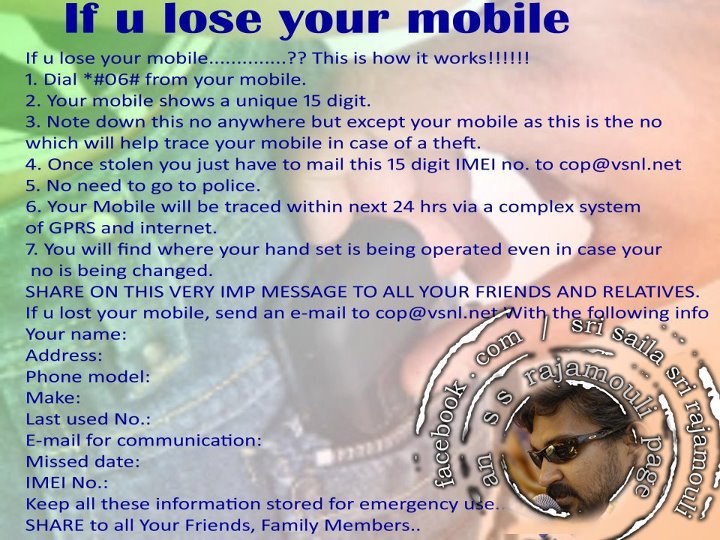 If u lose your mobile
If u lose your mobile..............?? This is how it works!!!!!!
1. Dial *#06# from your mobile.
2. Your mobile shows a unique 15 digit.
3. Note down this no anywhere but except your mobile as this is the no
which will help trace your mobile in case of a theft.
4. Once stolen you just have to mail this 15 digit IMEI no. to cop@vsnl.net
5. No need to go to police.
6. Your Mobile will be traced within next 24 hrs via a complex system
of GPRS and internet.
7. You will find where your hand set is being operated even in case your
no is being changed.
SHARE ON THIS VERY IMP MESSAGE TO ALL YOUR FRIENDS AND RELATIVES.
If u lost your mobile, send an e-mail to cop@vsnl.net With the following info
Your name:
Address:
Phone model:
Make:
Last used No.:
E-mail for communication:
Missed date:
IMEI No.:
Keep all these information stored for emergency use..
SHARE to all Your Friends, Family Members..
facebook . com | sri saila sri rajamouli
an s s rajamouli page